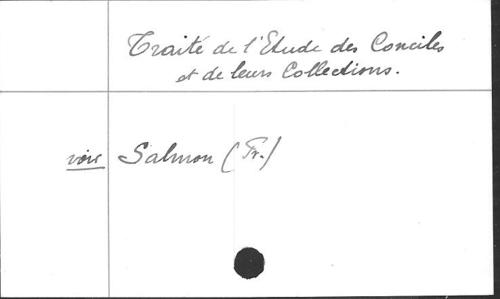 Traité de l'Etude des Conciles
et de leurs Collections.
voir Salmon (Fr.)